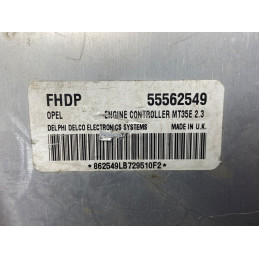 FHDP 55562549
OPEL ENGINE CONTROLLER MT35E 2.3
DELPHI DELCO ELECTRONICS SYSTEMS MADE IN U.K.
*862549LB729510F2*